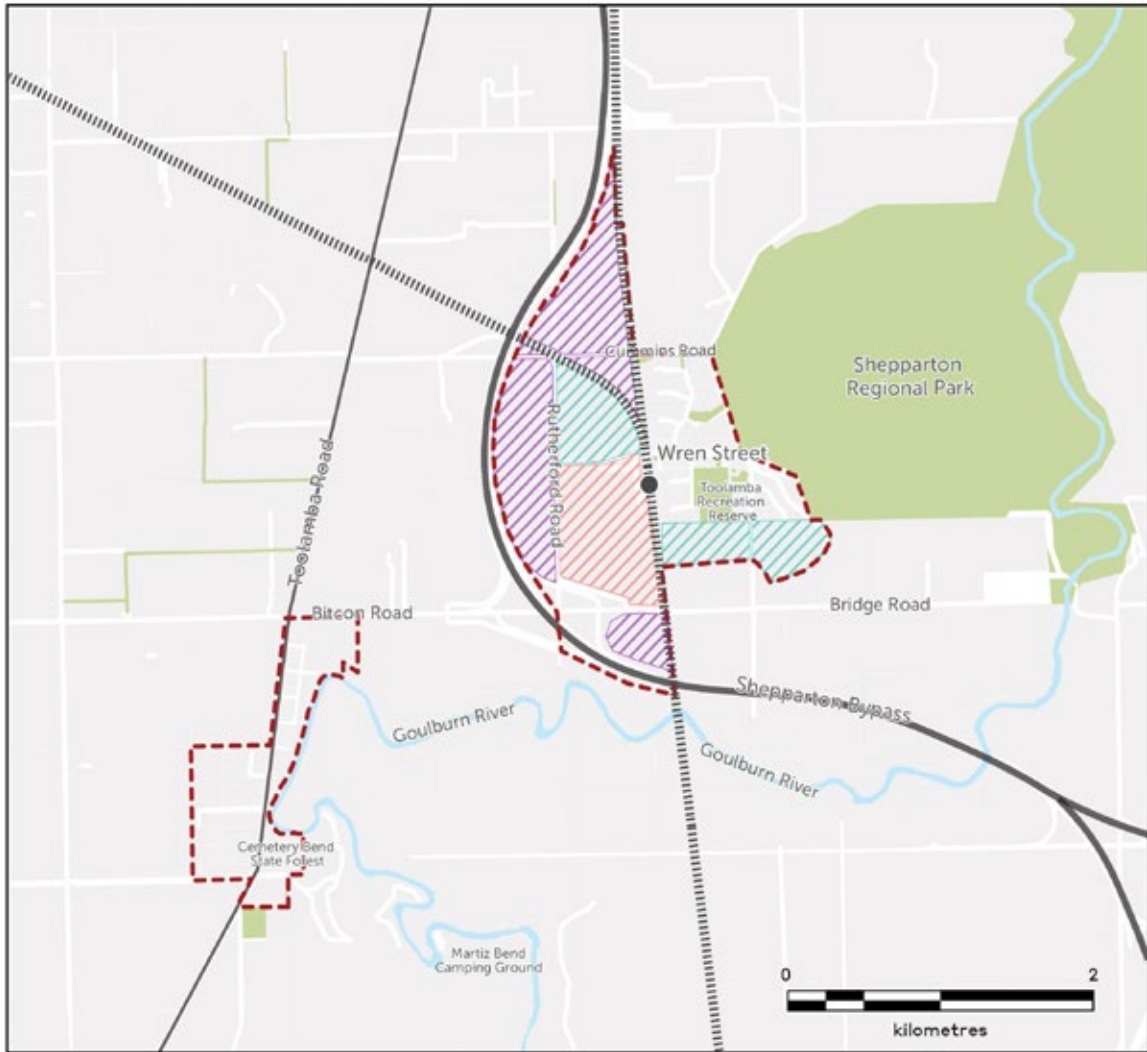 Cummins Road
Shepparton
Regional Park
Rutherford Road
Wren Street
Toolamba Road
Toolamba
Recreation
Reserve
Bitcon Road
Bridge Road
Shepparton Bypass
Goulburn River
Goulburn River
Cemetery Bend
State Forest
Martiz Bend
Camping Ground
0 2
kilometres